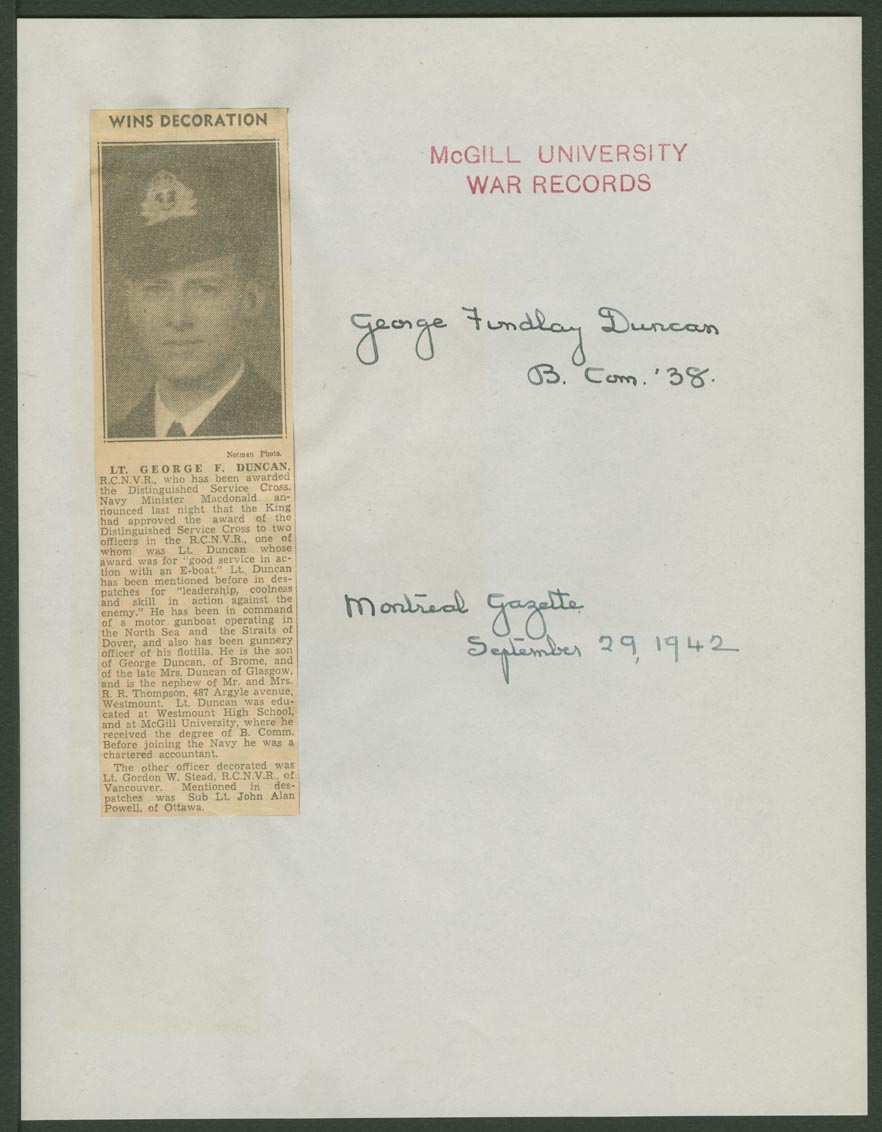 WINS DECORATION
Notman Photo.
LT. GEORGE F. DUNCAN,
R.C.N.V.R., who has been awarded
the Distinguished Service Cross.
Navy Minister Macdonald an-
nounced last night that the King
had approved the award of the
Distinguished Service Cross to two
officers in the R.C.N.V.R., one of
whom was Lt. Duncan whose
award was for "good service in ac-
tion with an E-boat." Lt. Duncan
has been mentioned before in des-
patches for "leadership, coolness
and skill in action against the
enemy." He has been in command
of a motor gunboat operating in
the North Sea and the Straits of
Dover, and also has been gunnery
officer of his flotilla. He is the son
of George Duncan, of Brome, and
of the late Mrs. Duncan of Glasgow,
and is the nephew of Mr. and Mrs.
R. R. Thompson, 487 Argyle avenue,
Westmount. Lt. Duncan was edu-
cated at Westmount High School,
and at McGill University, where he
received the degree of B. Comm.
Before joining the Navy he was a
chartered accountant.
The other officer decorated was
Lt. Gordon W. Stead, R.C.N.V.R., of
Vancouver. Mentioned in des-
patches was Sub Lt. John Alan
Powell, of Ottawa.
McGILL UNIVERSITY
WAR RECORDS
George Findlay Duncan
B. Com. '38.
Montreal Gazette
September 29, 1942